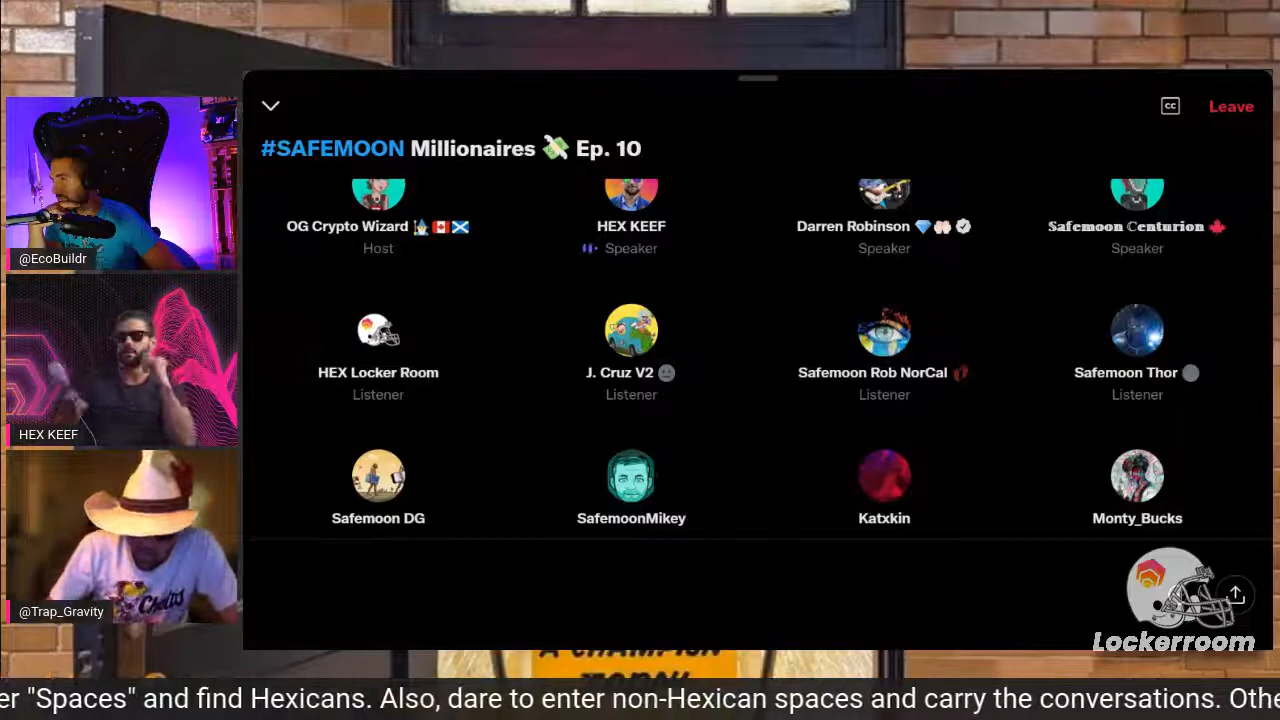 CC
Leave
#SAFEMOON Millionaires 💸 Ep. 10
OG Crypto Wizard 🧙‍♂️🇨🇦🏴󠁧󠁢󠁳󠁣󠁴󠁿
Host
HEX KEEF
Speaker
Darren Robinson 💎👐🏻
Speaker
𝕾𝖆𝖋𝖊𝖒𝖔𝖔𝖓 ℂ𝖊𝖓𝖙𝖚𝖗𝖎𝖔𝖓 🍁
Speaker
HEX Locker Room
Listener
J. Cruz V2 😐
Listener
Safemoon Rob NorCal 👣
Listener
Safemoon Thor 🌑
Listener
Safemoon DG
SafemoonMikey
Katxkin
Monty_Bucks
@EcoBuildr
HEX KEEF
@Trap_Gravity
Lockerroom
A CHAMPION
TODAY
er "Spaces" and find Hexicans. Also, dare to enter non-Hexican spaces and carry the conversations. Othe